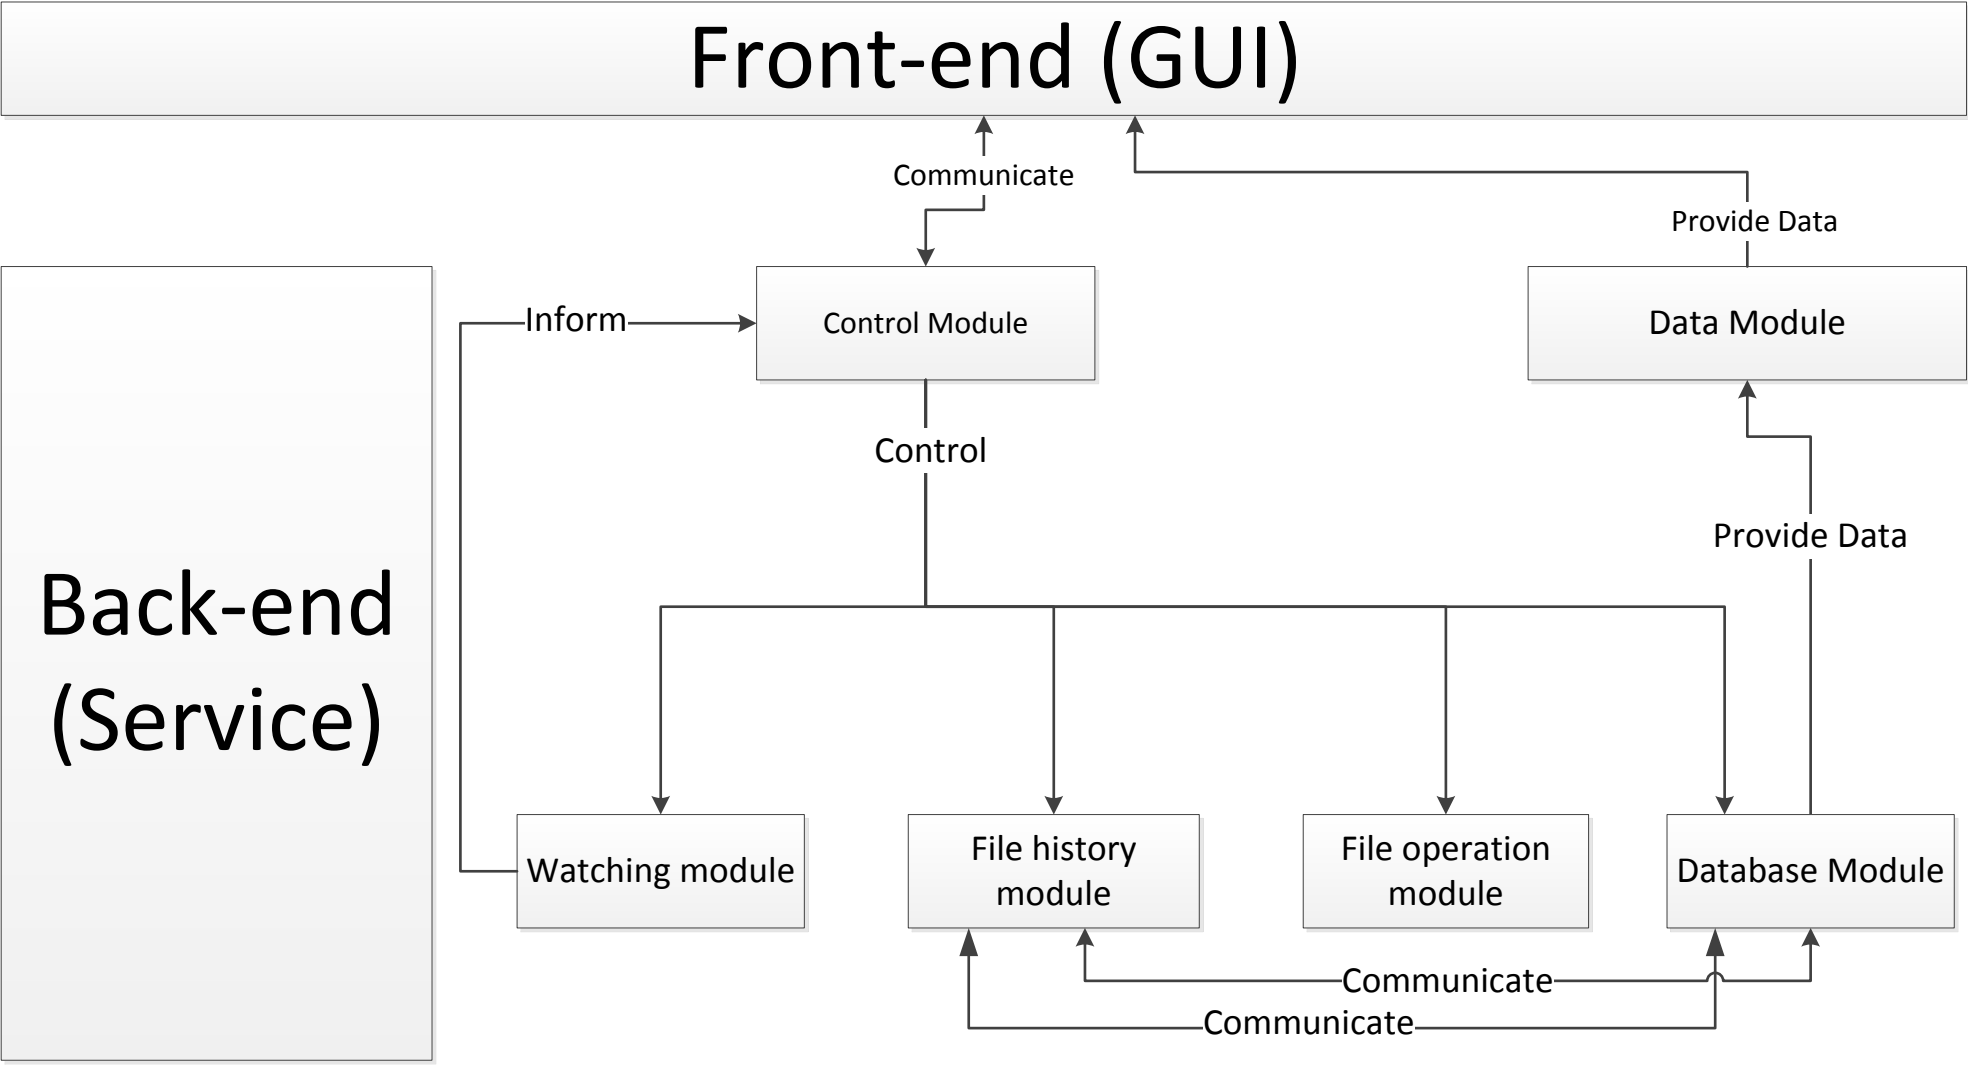 Front-end (GUI)
Communicate
Provide Data
Inform
Control Module
Data Module
Control
Provide Data
Back-end
(Service)
Watching module
File history
module
File operation
module
Database Module
Communicate
Communicate